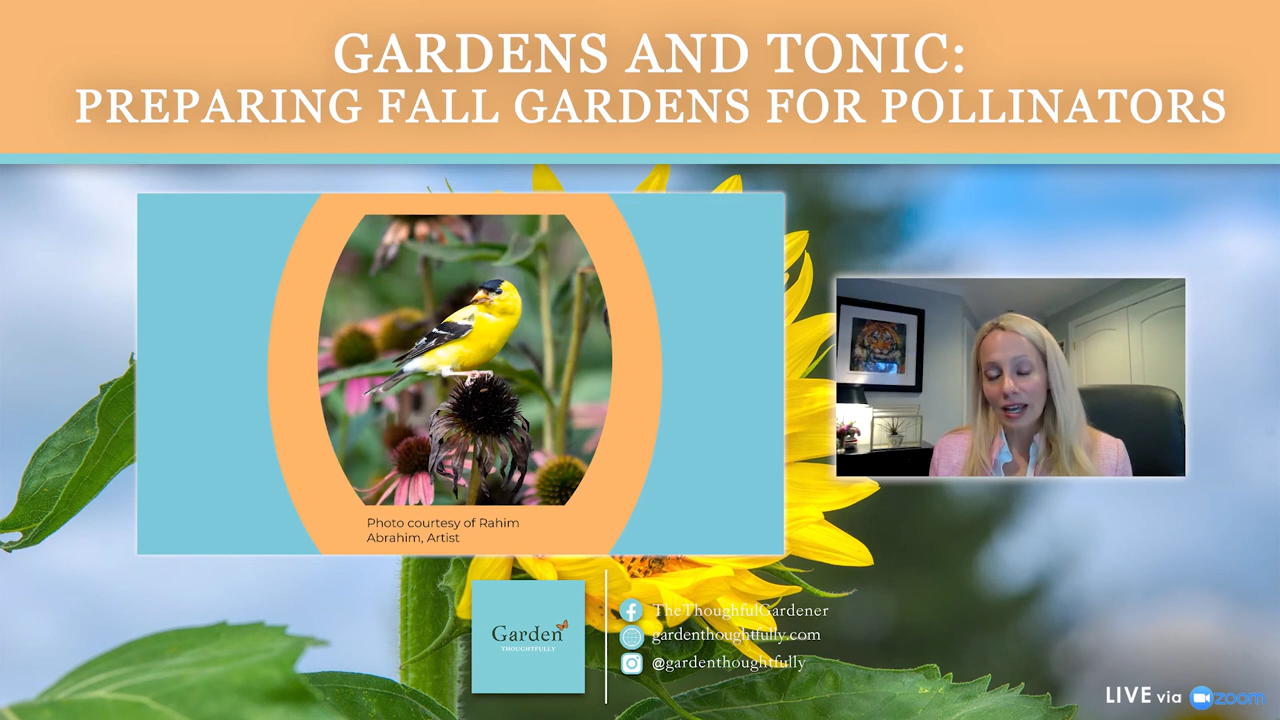 GARDENS AND TONIC:
PREPARING FALL GARDENS FOR POLLINATORS
Photo courtesy of Rahim
Abrahim, Artist
Garden
THOUGHTFULLY
TheThoughfulGardener
gardenthoughtfully.com
@gardenthoughtfully
LIVE via zoom